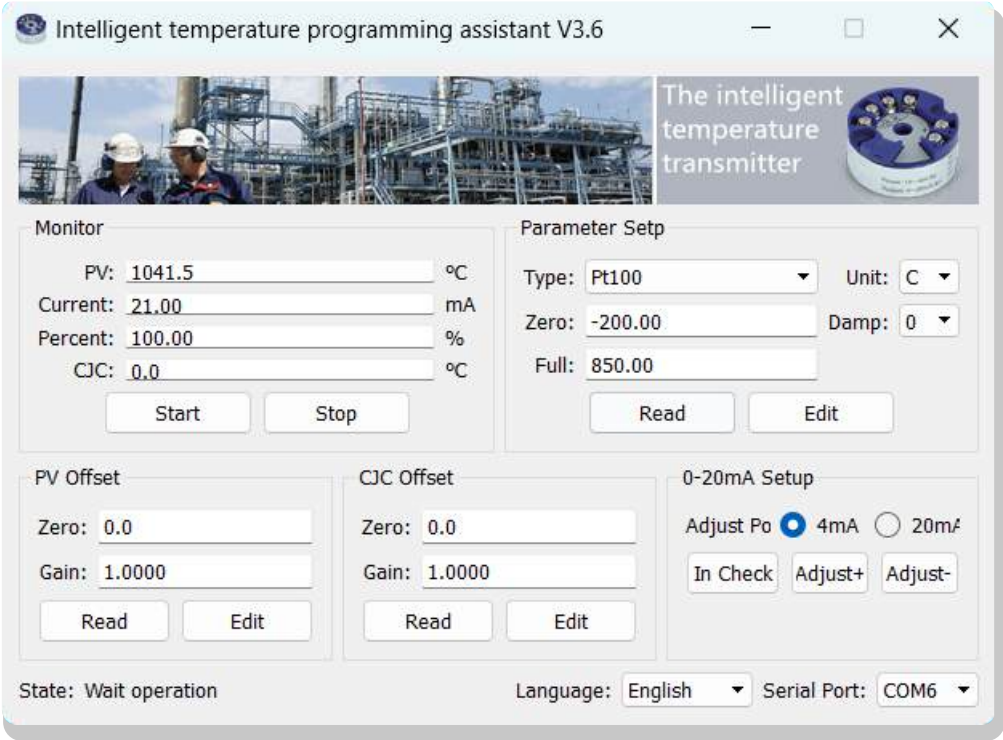 Intelligent temperature programming assistant V3.6
The intelligent
temperature
transmitter
Monitor
PV: 1041.5 ºC
Current: 21.00 mA
Percent: 100.00 %
CJC: 0.0 ºC
Start Stop
Parameter Setp
Type: Pt100 Unit: C
Zero: -200.00 Damp: 0
Full: 850.00
Read Edit
PV Offset
Zero: 0.0
Gain: 1.0000
Read Edit
CJC Offset
Zero: 0.0
Gain: 1.0000
Read Edit
0-20mA Setup
Adjust Po 4mA 20mA
In Check Adjust+ Adjust-
State: Wait operation Language: English Serial Port: COM6